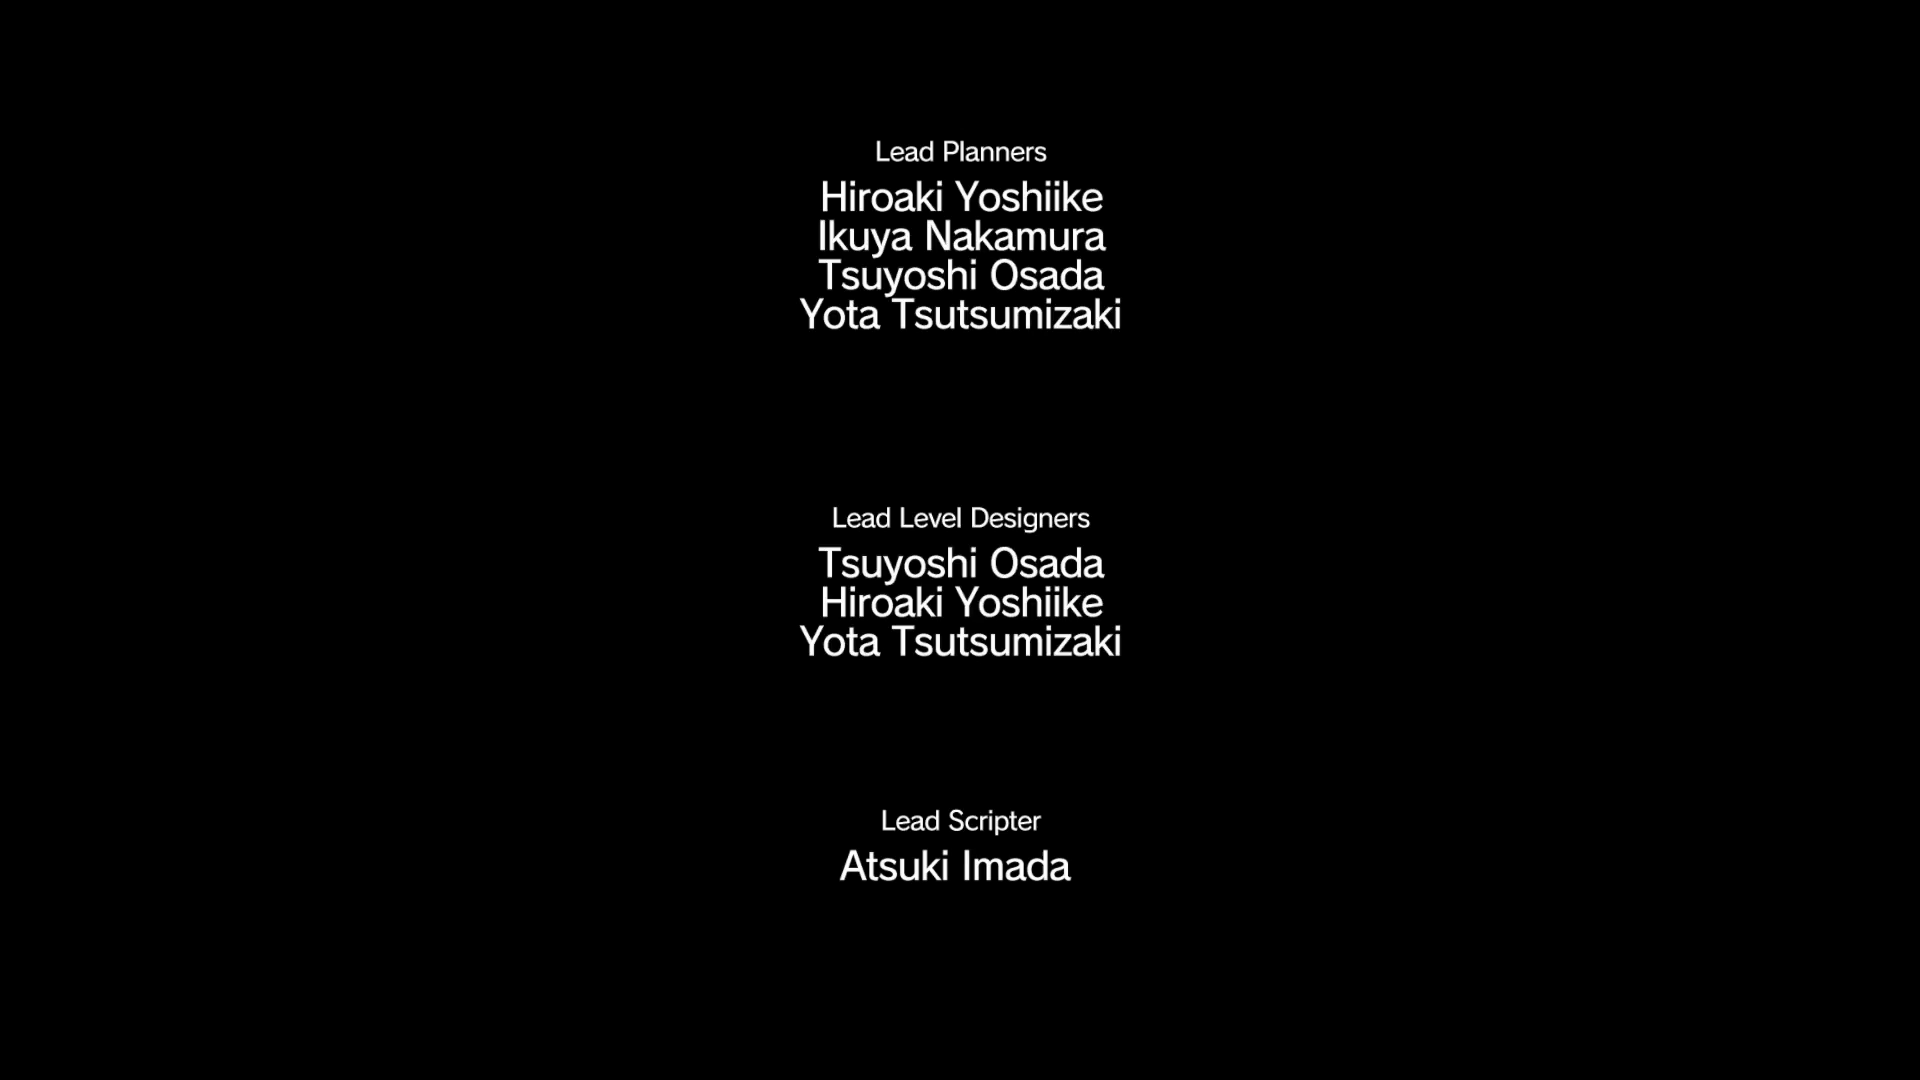 Lead Planners
Hiroaki Yoshiike
Ikuya Nakamura
Tsuyoshi Osada
Yota Tsutsumizaki
Lead Level Designers
Tsuyoshi Osada
Hiroaki Yoshiike
Yota Tsutsumizaki
Lead Scripter
Atsuki Imada